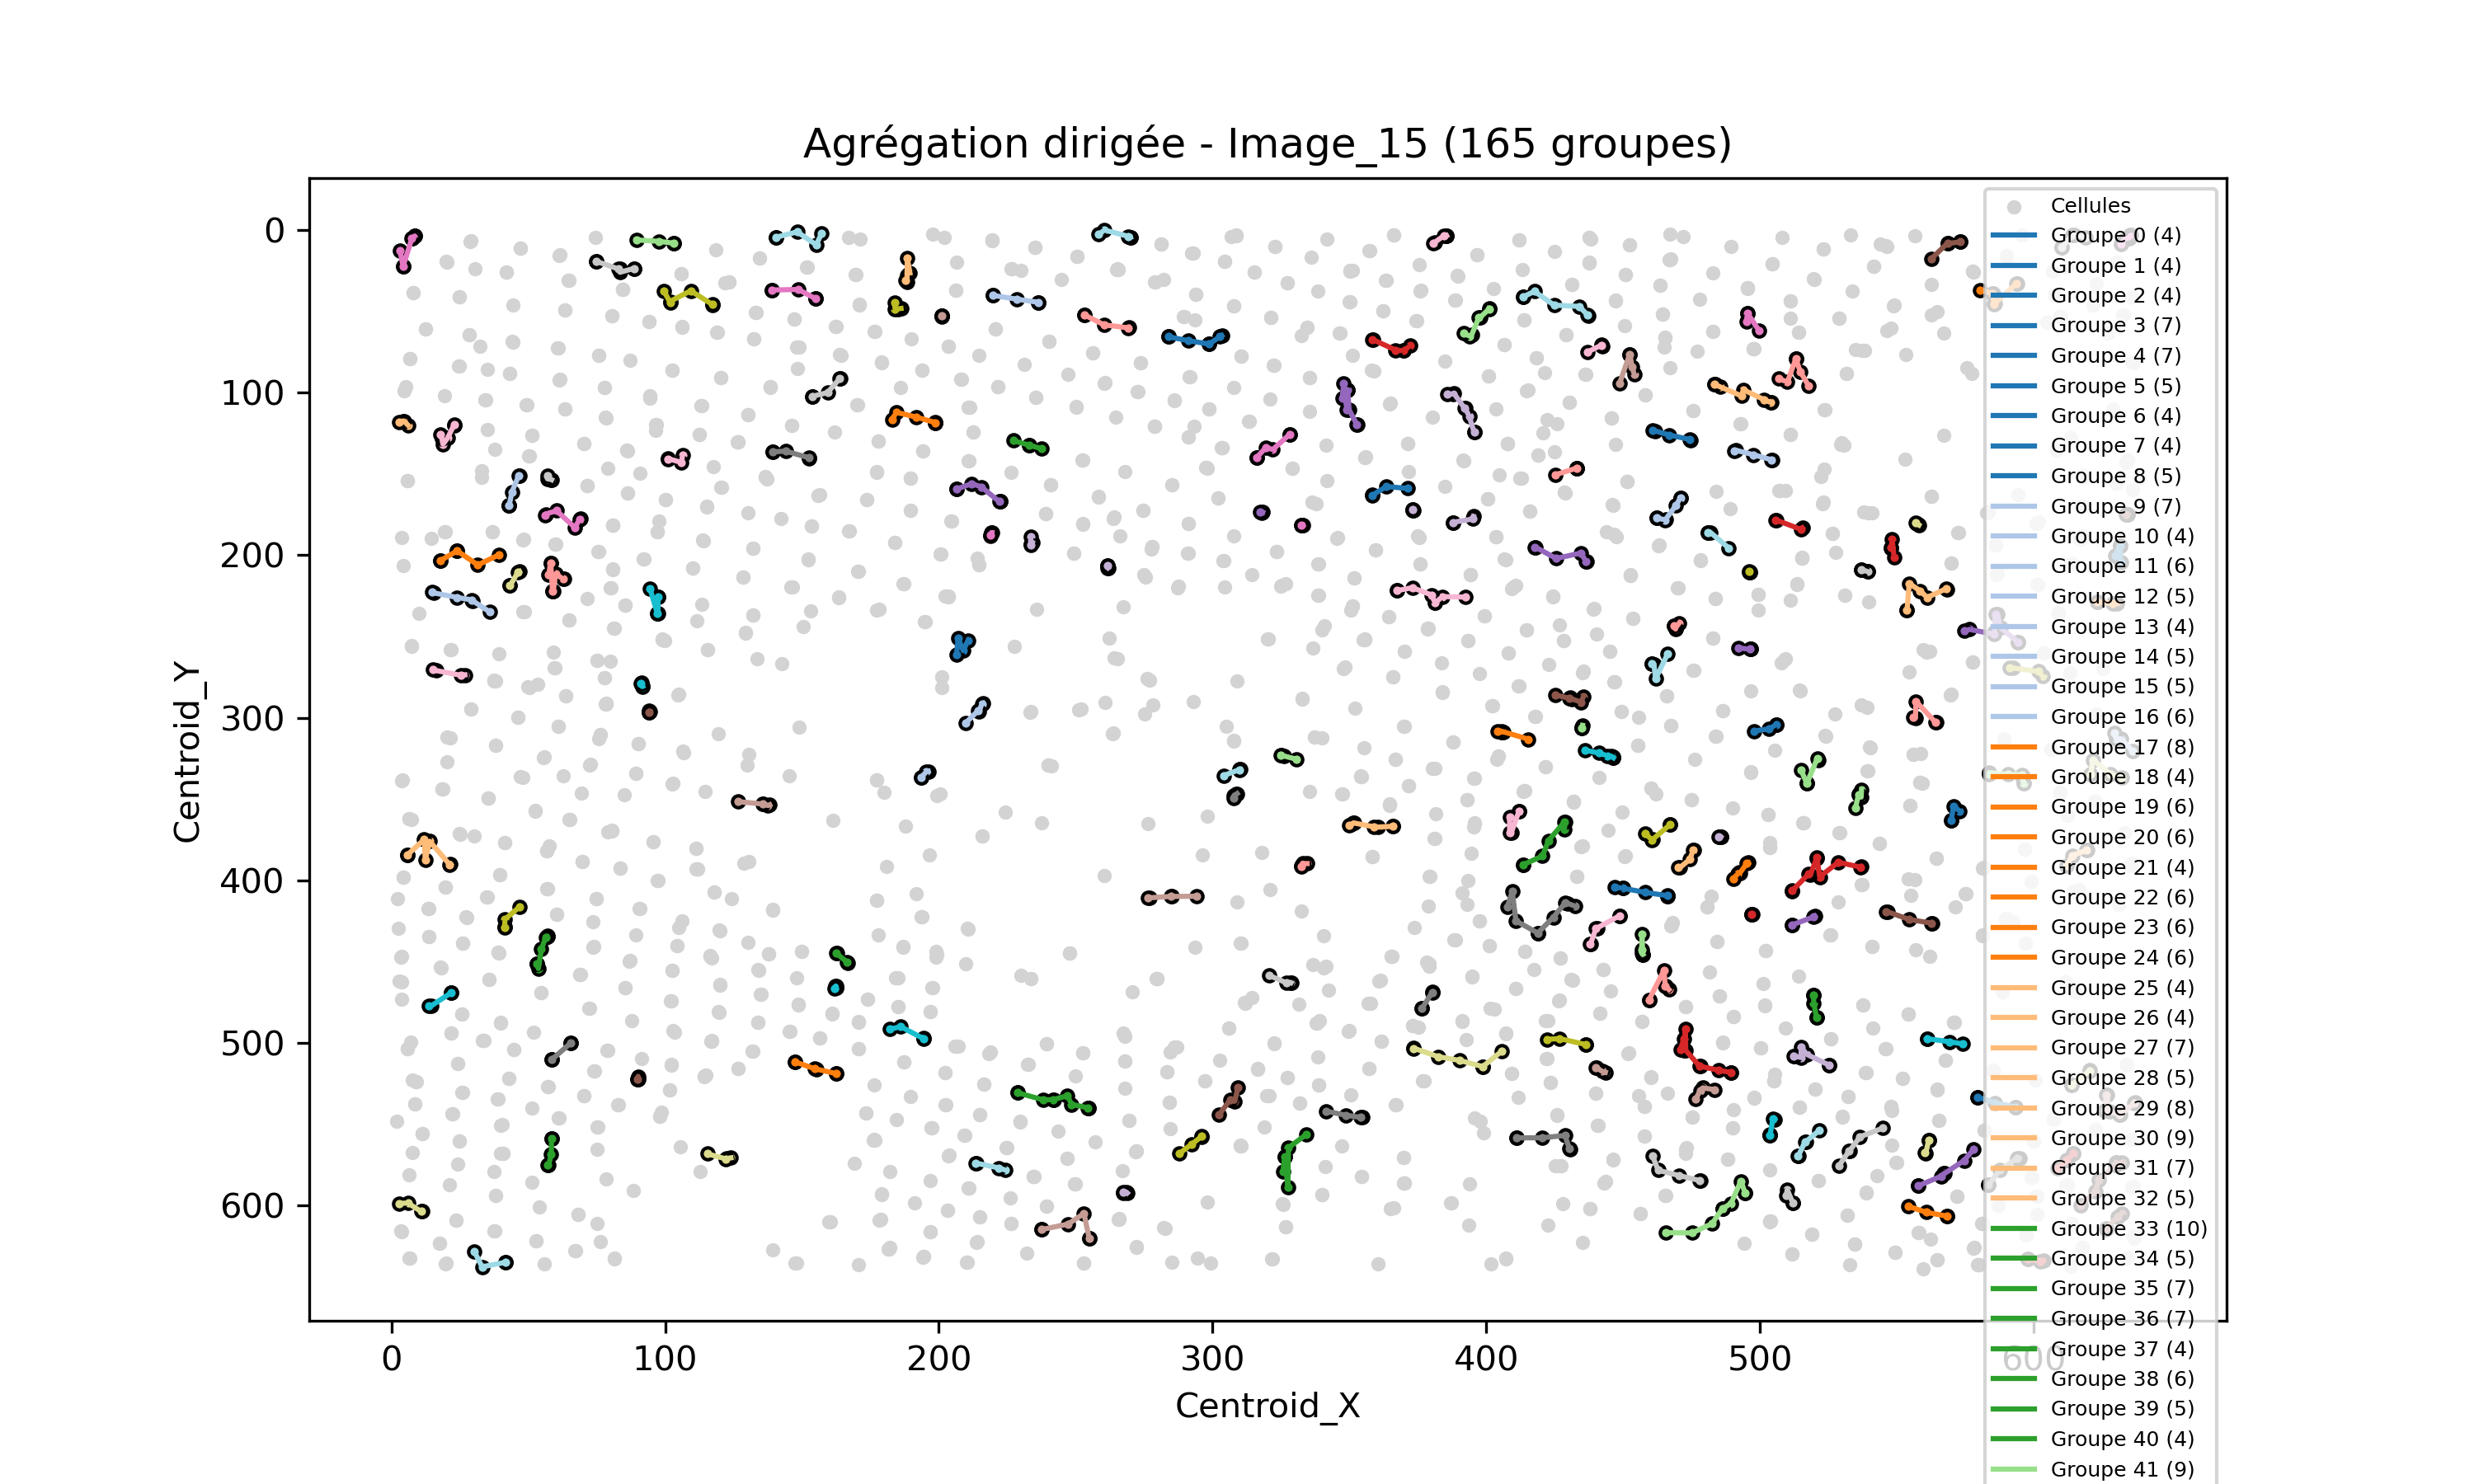 Agrégation dirigée - Image_15 (165 groupes)
Centroid_Y
0
100
200
300
400
500
600
0
100
200
300
400
500
600
Centroid_X
Cellules
Groupe 0 (4)
Groupe 1 (4)
Groupe 2 (4)
Groupe 3 (7)
Groupe 4 (7)
Groupe 5 (5)
Groupe 6 (4)
Groupe 7 (4)
Groupe 8 (5)
Groupe 9 (7)
Groupe 10 (4)
Groupe 11 (6)
Groupe 12 (5)
Groupe 13 (4)
Groupe 14 (5)
Groupe 15 (5)
Groupe 16 (6)
Groupe 17 (8)
Groupe 18 (4)
Groupe 19 (6)
Groupe 20 (6)
Groupe 21 (4)
Groupe 22 (6)
Groupe 23 (6)
Groupe 24 (6)
Groupe 25 (4)
Groupe 26 (4)
Groupe 27 (7)
Groupe 28 (5)
Groupe 29 (8)
Groupe 30 (9)
Groupe 31 (7)
Groupe 32 (5)
Groupe 33 (10)
Groupe 34 (5)
Groupe 35 (7)
Groupe 36 (7)
Groupe 37 (4)
Groupe 38 (6)
Groupe 39 (5)
Groupe 40 (4)
Groupe 41 (9)